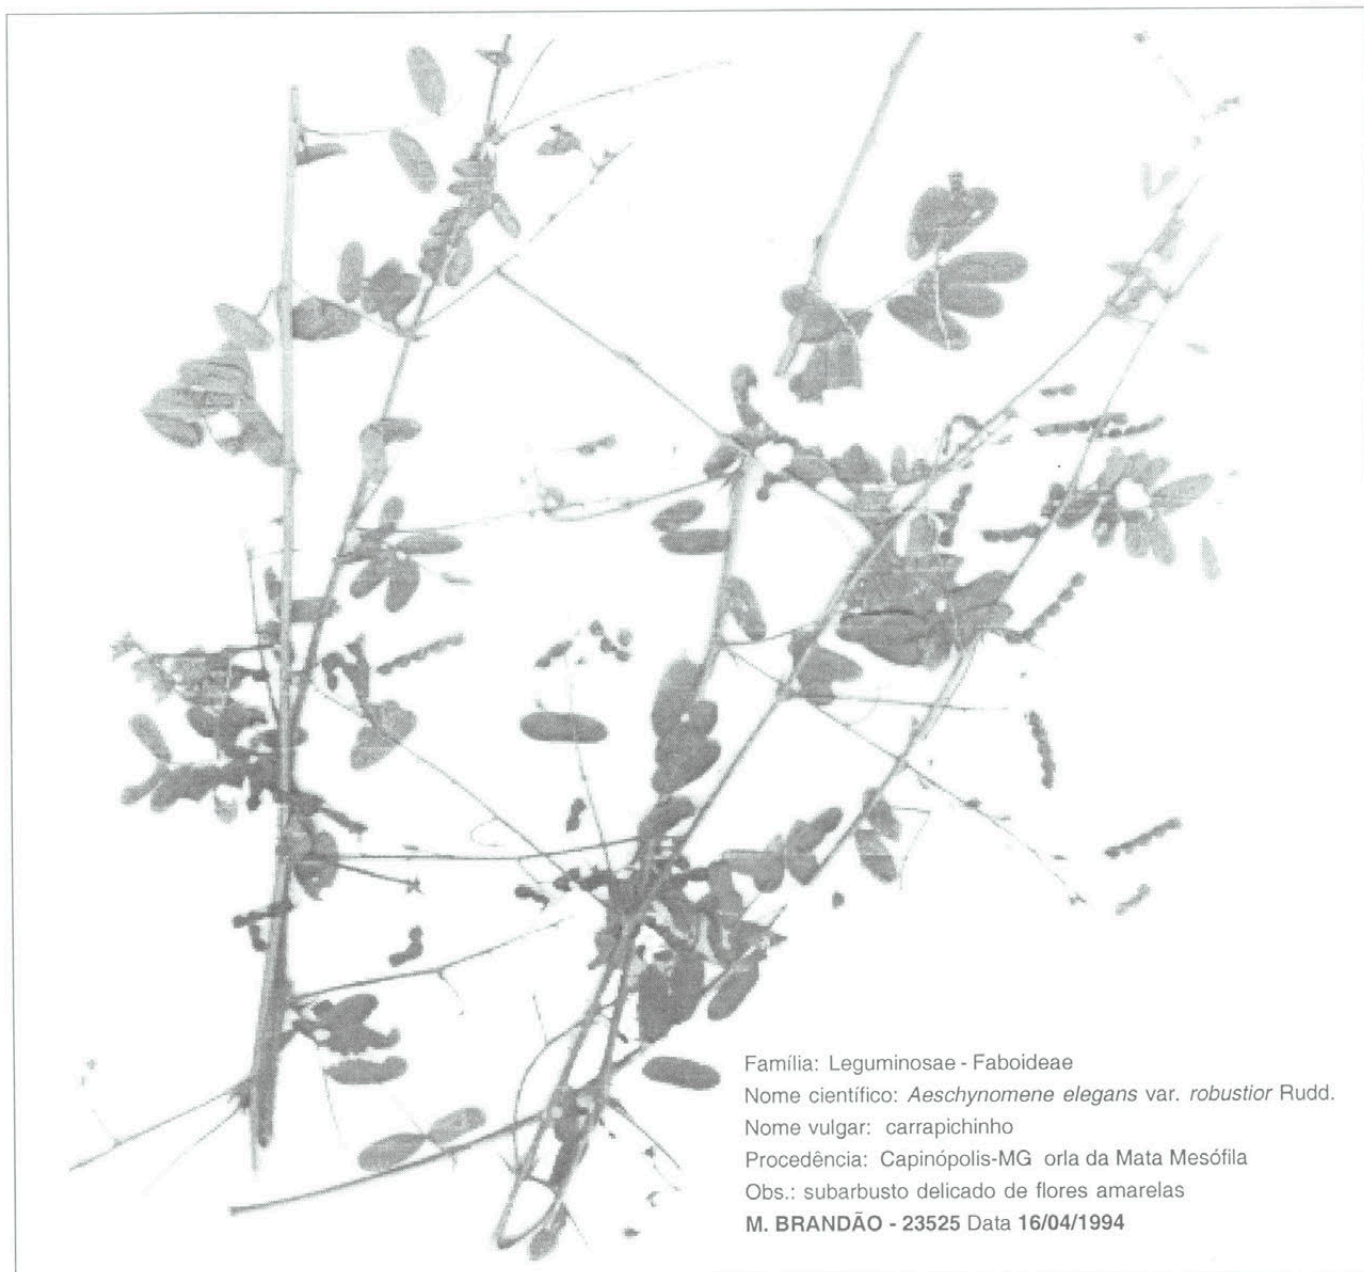 Família: Leguminosae - Faboideae
Nome científico: Aeschynomene elegans var. robustior Rudd.
Nome vulgar: carrapichinho
Procedência: Capinópolis-MG orla da Mata Mesófila
Obs.: subarbusto delicado de flores amarelas
M. BRANDÃO - 23525 Data 16/04/1994